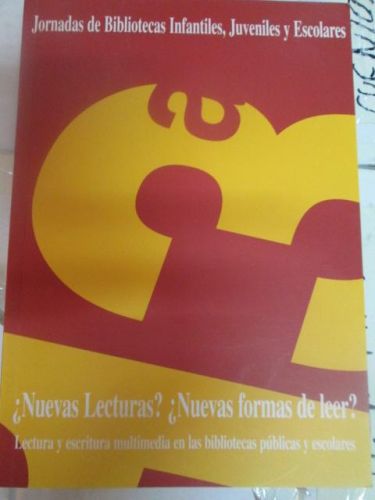 Jornadas de Bibliotecas Infantiles, Juveniles y Escolares
13
a
¿Nuevas Lecturas? ¿Nuevas formas de leer?
Lectura y escritura multimedia en las bibliotecas públicas y escolares